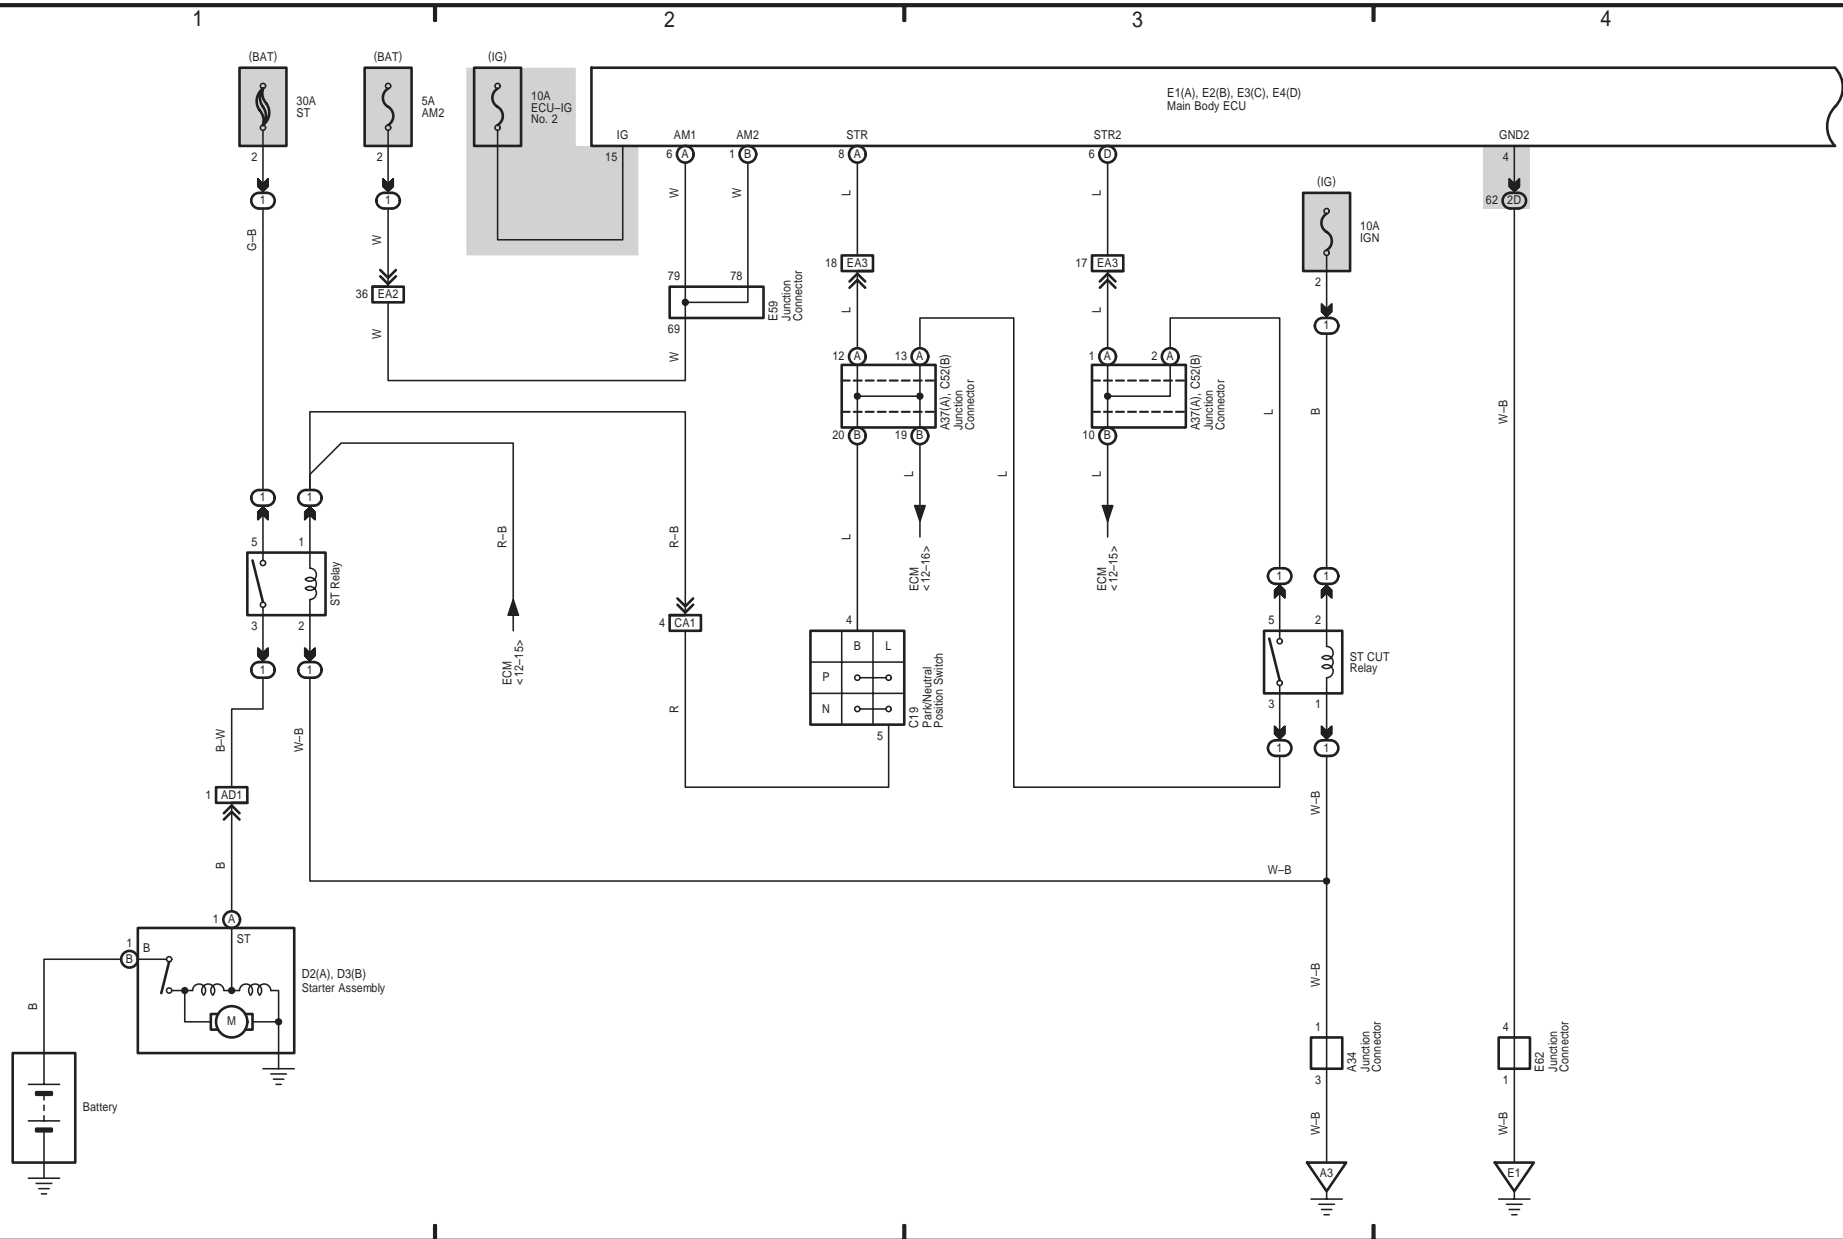 1
2
3
4
(BAT)
30A
ST
2
1
G–B
(BAT)
5A
AM2
2
1
W
36
EA2
W
(IG)
10A
ECU–IG
No. 2
IG
15
AM1
6
A
W
AM2
1
B
W
79
78
69
E59
Junction
Connector
W
STR
8
A
L
18
EA3
L
STR2
6
D
L
17
EA3
L
E1(A), E2(B), E3(C), E4(D)
Main Body ECU
GND2
4
62
2D
W–B
(IG)
10A
IGN
2
1
B
12
A
13
A
20
B
19
B
A37(A), C52(B)
Junction
Connector
L
L
ECM
<12–16>
L
1
A
2
A
10
B
A37(A), C52(B)
Junction
Connector
L
ECM
<12–15>
L
1
1
5
1
3
2
ST Relay
1
1
R–B
ECM
<12–15>
R–B
4
CA1
R
4
B
L
P
N
5
C19
Park/Neutral
Position Switch
1
1
5
2
3
1
ST CUT
Relay
1
1
W–B
B–W
W–B
1
AD1
B
W–B
1
A
ST
1
B
B
M
D2(A), D3(B)
Starter Assembly
B
Battery
W–B
1
3
A34
Junction
Connector
W–B
A3
4
1
E62
Junction
Connector
W–B
E1